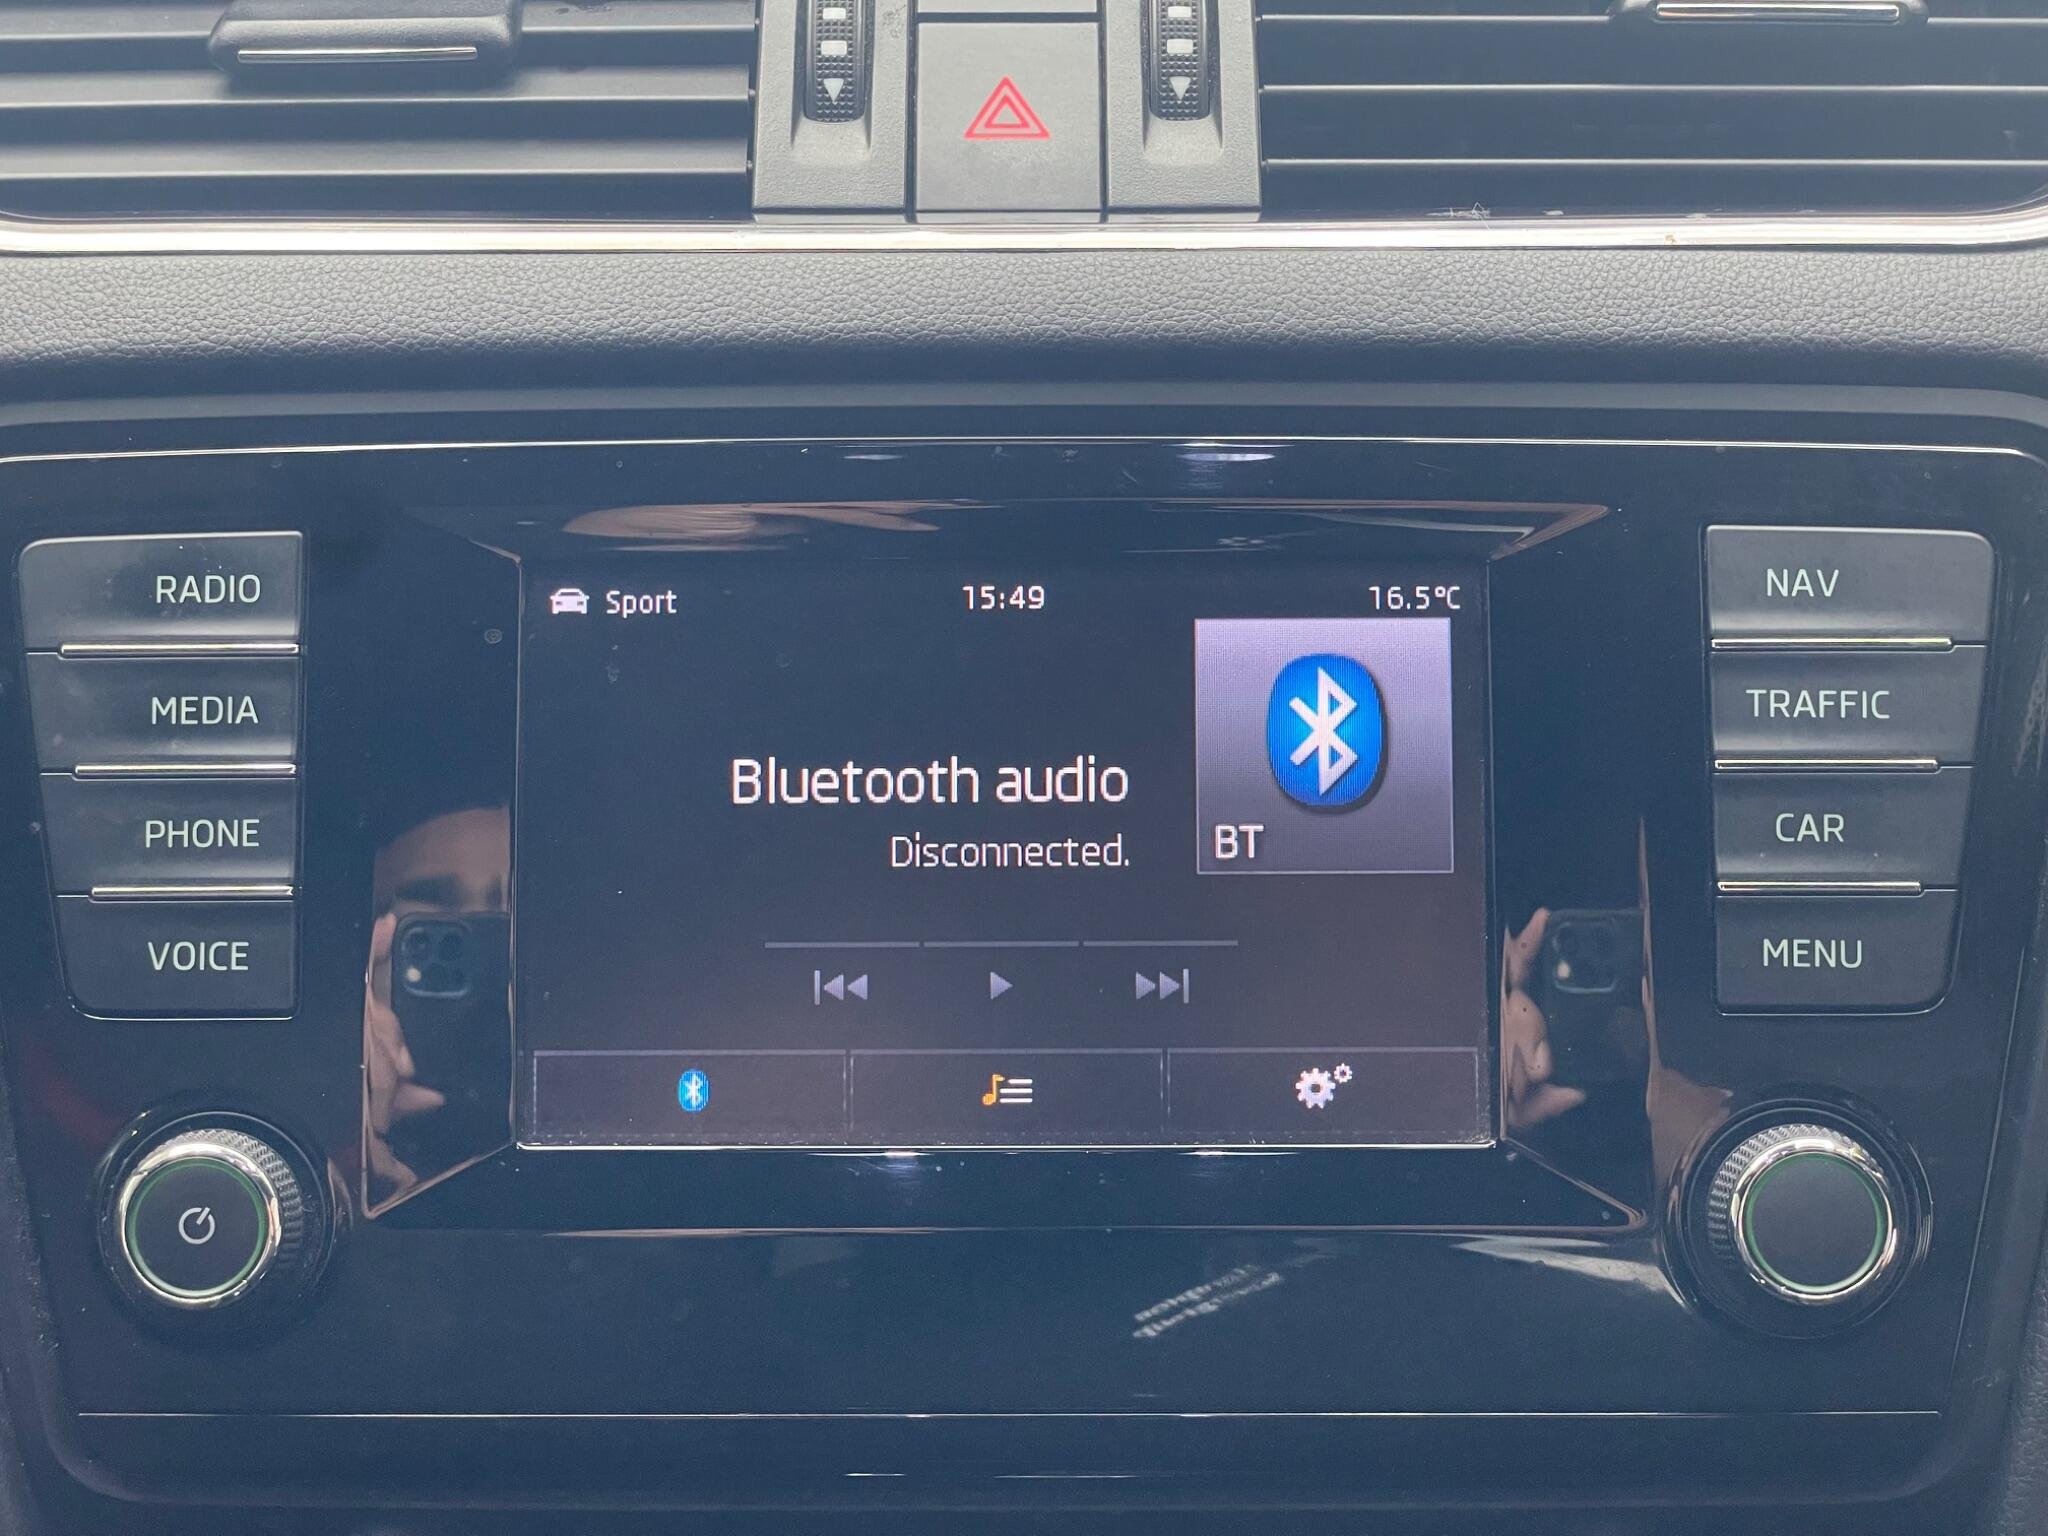 Sport 15:49 16.5°C
Bluetooth audio
Disconnected.
BT
RADIO
MEDIA
PHONE
VOICE
NAV
TRAFFIC
CAR
MENU